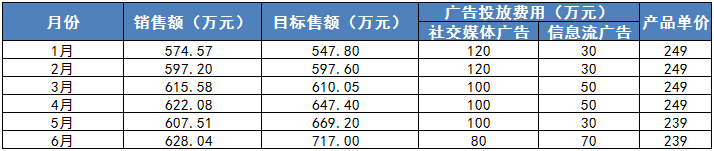 月份 销售额（万元） 目标售额（万元） 广告投放费用（万元） 产品单价
社交媒体广告 信息流广告
1月 574.57 547.80 120 30 249
2月 597.20 597.60 120 30 249
3月 615.58 610.05 100 50 249
4月 622.08 647.40 100 50 249
5月 607.51 669.20 100 30 239
6月 628.04 717.00 80 70 239